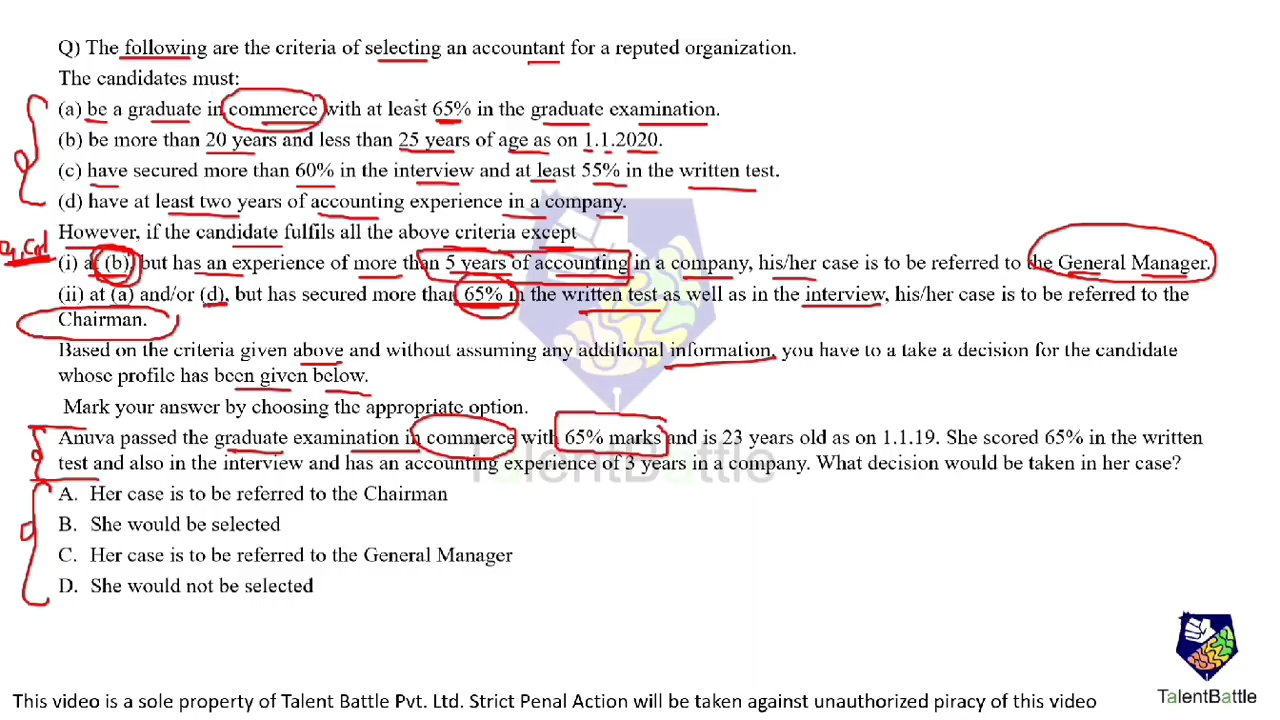 Q) The following are the criteria of selecting an accountant for a reputed organization.
The candidates must:
(a) be a graduate in commerce with at least 65% in the graduate examination.
(b) be more than 20 years and less than 25 years of age as on 1.1.2020.
(c) have secured more than 60% in the interview and at least 55% in the written test.
(d) have at least two years of accounting experience in a company.
However, if the candidate fulfils all the above criteria except
(i) at (b), but has an experience of more than 5 years of accounting in a company, his/her case is to be referred to the General Manager.
(ii) at (a) and/or (d), but has secured more than 65% in the written test as well as in the interview, his/her case is to be referred to the
Chairman.
Based on the criteria given above and without assuming any additional information, you have to a take a decision for the candidate
whose profile has been given below.
Mark your answer by choosing the appropriate option.
Anuva passed the graduate examination in commerce with 65% marks and is 23 years old as on 1.1.19. She scored 65% in the written
test and also in the interview and has an accounting experience of 3 years in a company. What decision would be taken in her case?
A. Her case is to be referred to the Chairman
B. She would be selected
C. Her case is to be referred to the General Manager
D. She would not be selected
TalentBattle
TalentBattle
This video is a sole property of Talent Battle Pvt. Ltd. Strict Penal Action will be taken against unauthorized piracy of this video